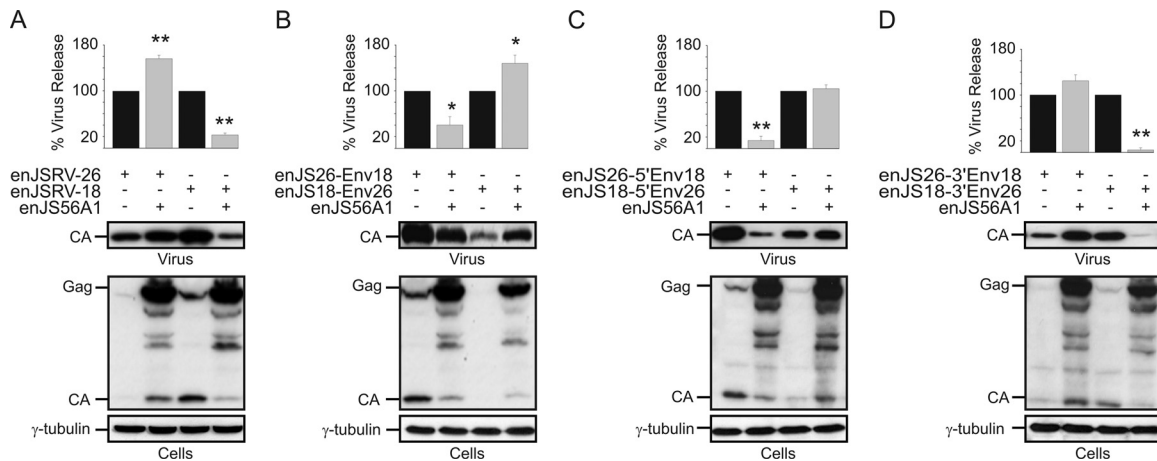 A
% Virus Release
180
100
20
**
**
enJSRV-26 + + - -
enJSRV-18 - - + +
enJS56A1 - + - +
CA
Virus
Gag
CA
γ-tubulin
Cells
B
% Virus Release
180
100
20
*
*
enJS26-Env18 + + - -
enJS18-Env26 - - + +
enJS56A1 - + - +
CA
Virus
Gag
CA
γ-tubulin
Cells
C
% Virus Release
180
100
20
**
enJS26-5'Env18 + + - -
enJS18-5'Env26 - - + +
enJS56A1 - + - +
CA
Virus
Gag
CA
γ-tubulin
Cells
D
% Virus Release
180
100
20
**
enJS26-3'Env18 + + - -
enJS18-3'Env26 - - + +
enJS56A1 - + - +
CA
Virus
Gag
CA
γ-tubulin
Cells